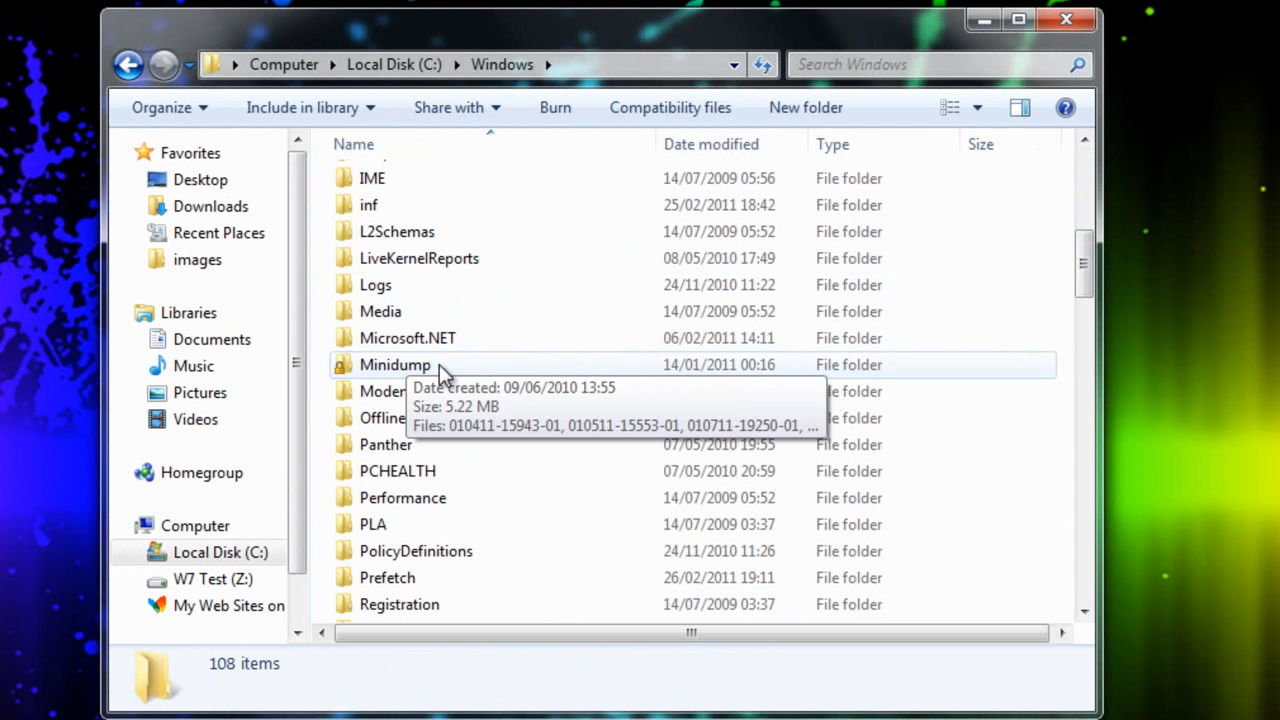 Computer Local Disk (C:) Windows
Search Windows
Organize Include in library Share with Burn Compatibility files New folder
Name Date modified Type Size
Favorites
Desktop
Downloads
Recent Places
images
Libraries
Documents
Music
Pictures
Videos
Homegroup
Computer
Local Disk (C:)
W7 Test (Z:)
My Web Sites on
IME 14/07/2009 05:56 File folder
inf 25/02/2011 18:42 File folder
L2Schemas 14/07/2009 05:52 File folder
LiveKernelReports 08/05/2010 17:49 File folder
Logs 24/11/2010 11:22 File folder
Media 14/07/2009 05:52 File folder
Microsoft.NET 06/02/2011 14:11 File folder
Minidump 14/01/2011 00:16 File folder
Date created: 09/06/2010 13:55
Size: 5.22 MB
Files: 010411-15943-01, 010511-15553-01, 010711-19250-01, ...
Offline
Panther 07/05/2010 19:55 File folder
PCHEALTH 07/05/2010 20:59 File folder
Performance 14/07/2009 05:52 File folder
PLA 14/07/2009 03:37 File folder
PolicyDefinitions 24/11/2010 11:26 File folder
Prefetch 26/02/2011 19:11 File folder
Registration 14/07/2009 03:37 File folder
108 items